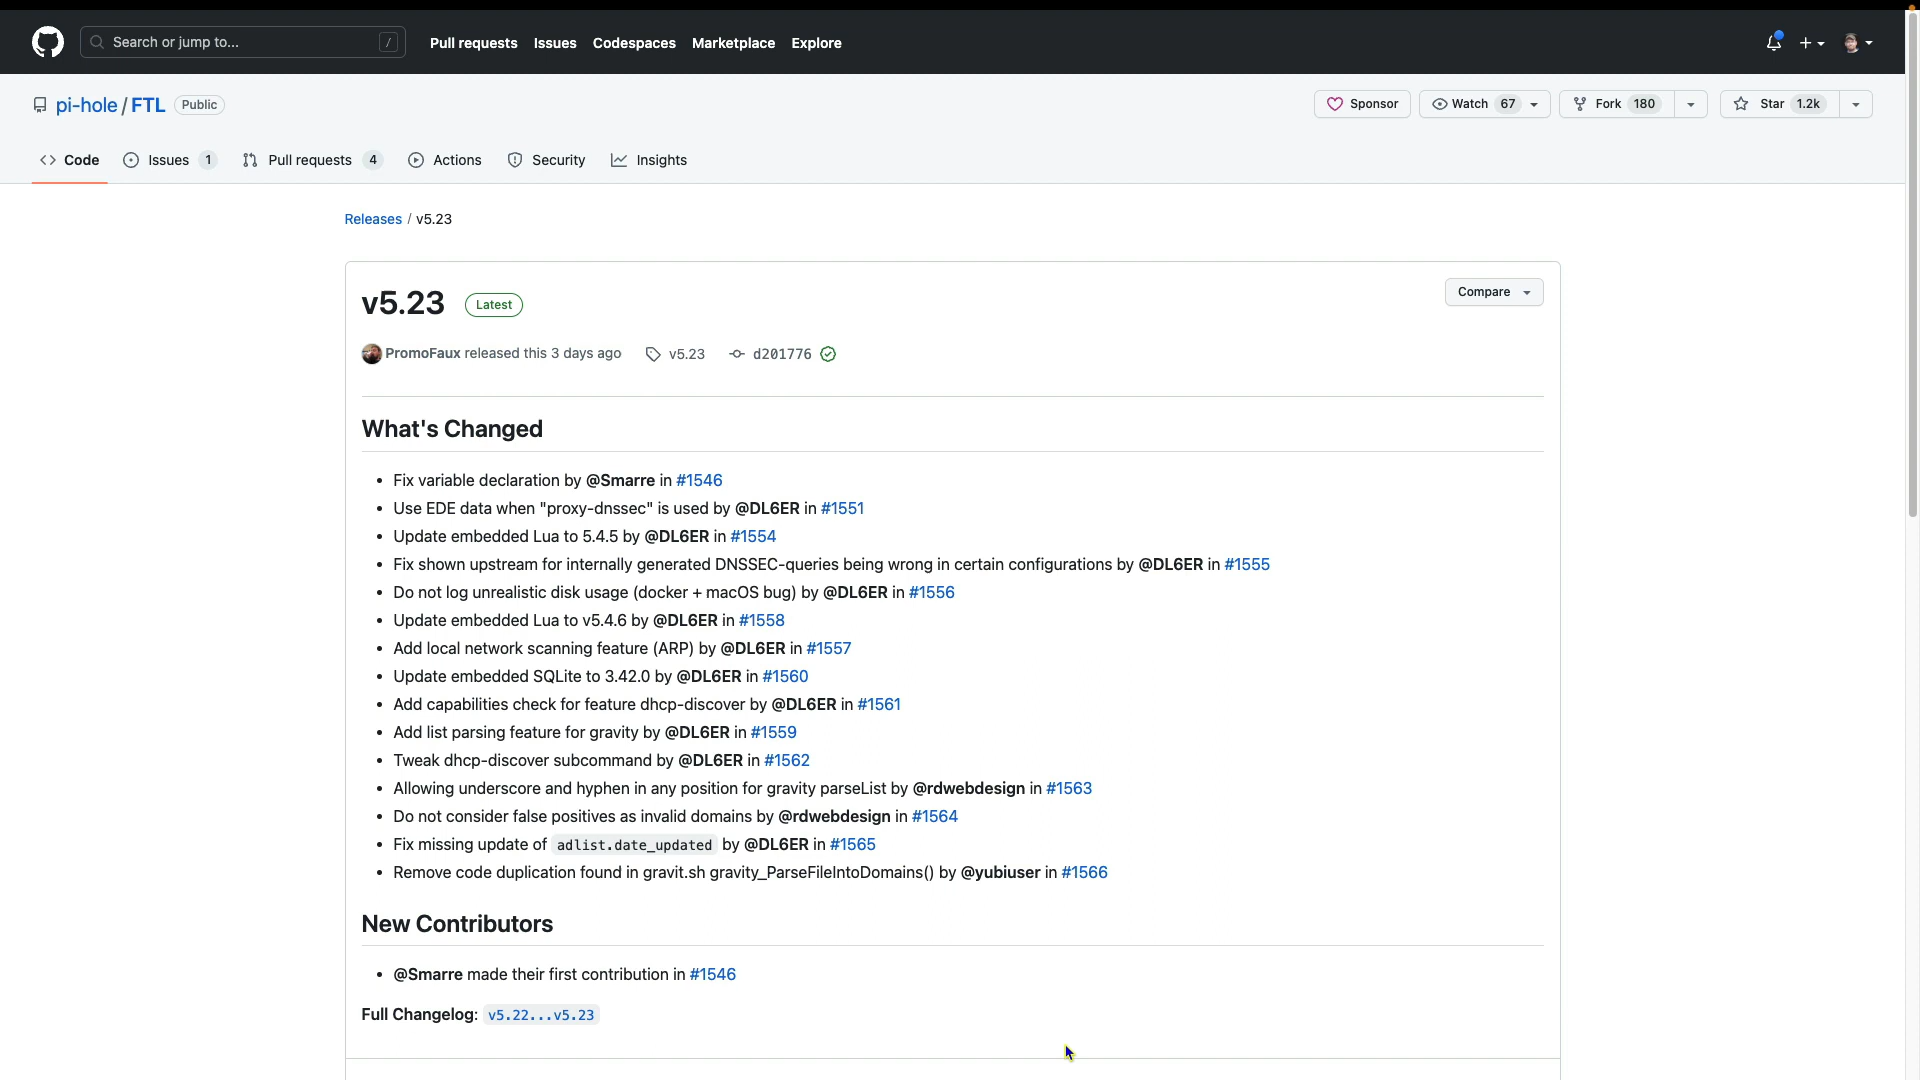 Search or jump to... /
Pull requests Issues Codespaces Marketplace Explore
pi-hole / FTL Public
Sponsor Watch 67 Fork 180 Star 1.2k
Code Issues 1 Pull requests 4 Actions Security Insights
Releases / v5.23
v5.23 Latest
Compare
PromoFaux released this 3 days ago v5.23 d201776
What's Changed
• Fix variable declaration by @Smarre in #1546
• Use EDE data when "proxy-dnssec" is used by @DL6ER in #1551
• Update embedded Lua to 5.4.5 by @DL6ER in #1554
• Fix shown upstream for internally generated DNSSEC-queries being wrong in certain configurations by @DL6ER in #1555
• Do not log unrealistic disk usage (docker + macOS bug) by @DL6ER in #1556
• Update embedded Lua to v5.4.6 by @DL6ER in #1558
• Add local network scanning feature (ARP) by @DL6ER in #1557
• Update embedded SQLite to 3.42.0 by @DL6ER in #1560
• Add capabilities check for feature dhcp-discover by @DL6ER in #1561
• Add list parsing feature for gravity by @DL6ER in #1559
• Tweak dhcp-discover subcommand by @DL6ER in #1562
• Allowing underscore and hyphen in any position for gravity parseList by @rdwebdesign in #1563
• Do not consider false positives as invalid domains by @rdwebdesign in #1564
• Fix missing update of adlist.date_updated by @DL6ER in #1565
• Remove code duplication found in gravit.sh gravity_ParseFileIntoDomains() by @yubiuser in #1566
New Contributors
• @Smarre made their first contribution in #1546
Full Changelog: v5.22...v5.23